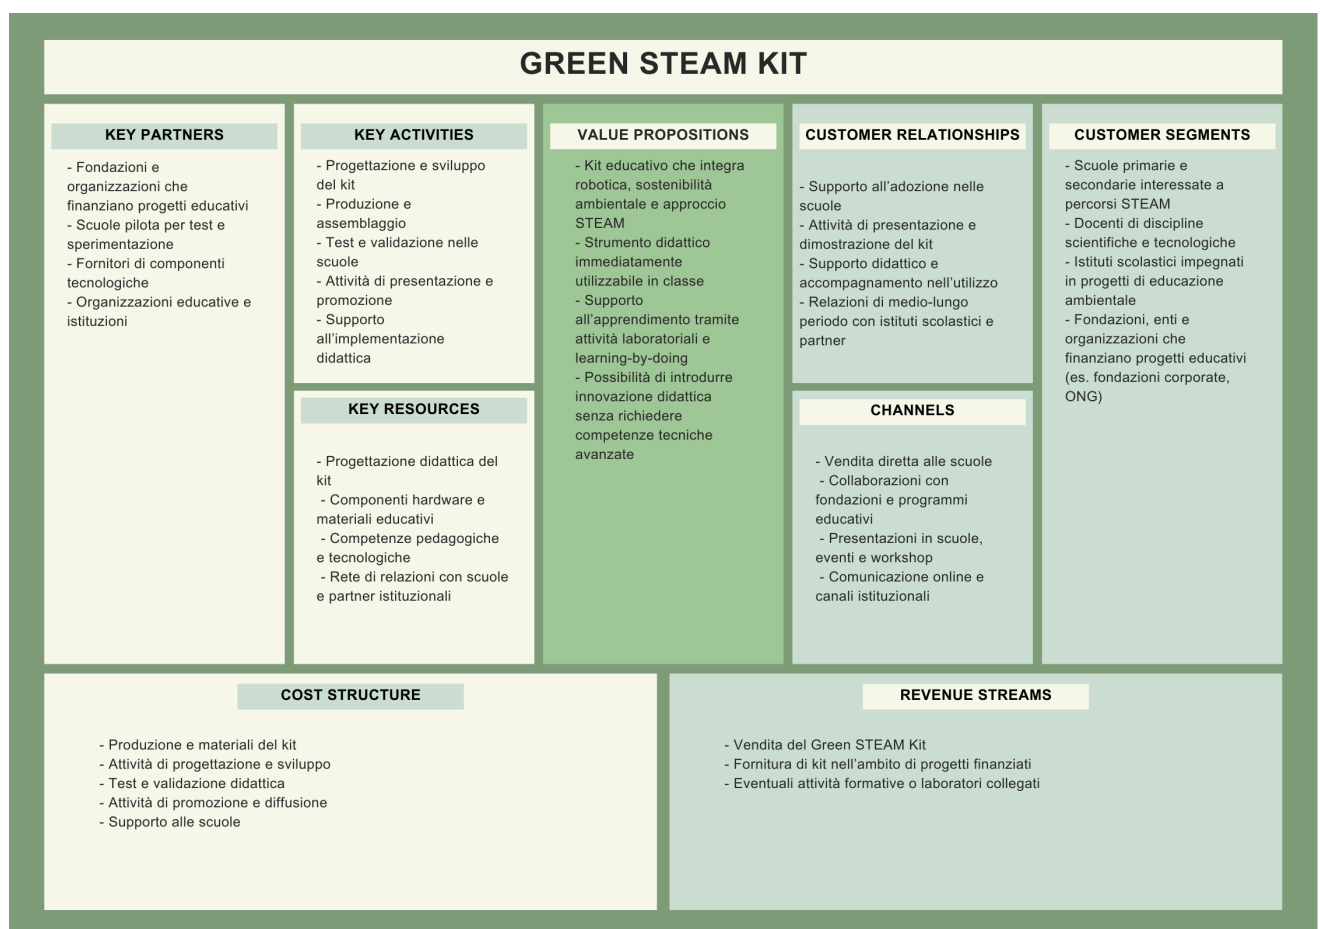 GREEN STEAM KIT
KEY PARTNERS
- Fondazioni e
organizzazioni che
finanziano progetti educativi
- Scuole pilota per test e
sperimentazione
- Fornitori di componenti
tecnologiche
- Organizzazioni educative e
istituzioni
KEY ACTIVITIES
- Progettazione e sviluppo
del kit
- Produzione e
assemblaggio
- Test e validazione nelle
scuole
- Attività di presentazione e
promozione
- Supporto
all'implementazione
didattica
KEY RESOURCES
- Progettazione didattica del
kit
- Componenti hardware e
materiali educativi
- Competenze pedagogiche
e tecnologiche
- Rete di relazioni con scuole
e partner istituzionali
VALUE PROPOSITIONS
- Kit educativo che integra
robotica, sostenibilità
ambientale e approccio
STEAM
- Strumento didattico
immediatamente
utilizzabile in classe
- Supporto
all'apprendimento tramite
attività laboratoriali e
learning-by-doing
- Possibilità di introdurre
innovazione didattica
senza richiedere
competenze tecniche
avanzate
CUSTOMER RELATIONSHIPS
- Supporto all'adozione nelle
scuole
- Attività di presentazione e
dimostrazione del kit
- Supporto didattico e
accompagnamento nell'utilizzo
- Relazioni di medio-lungo
periodo con istituti scolastici e
partner
CHANNELS
- Vendita diretta alle scuole
- Collaborazioni con
fondazioni e programmi
educativi
- Presentazioni in scuole,
eventi e workshop
- Comunicazione online e
canali istituzionali
CUSTOMER SEGMENTS
- Scuole primarie e
secondarie interessate a
percorsi STEAM
- Docenti di discipline
scientifiche e tecnologiche
- Istituti scolastici impegnati
in progetti di educazione
ambientale
- Fondazioni, enti e
organizzazioni che
finanziano progetti educativi
(es. fondazioni corporate,
ONG)
COST STRUCTURE
- Produzione e materiali del kit
- Attività di progettazione e sviluppo
- Test e validazione didattica
- Attività di promozione e diffusione
- Supporto alle scuole
REVENUE STREAMS
- Vendita del Green STEAM Kit
- Fornitura di kit nell'ambito di progetti finanziati
- Eventuali attività formative o laboratori collegati